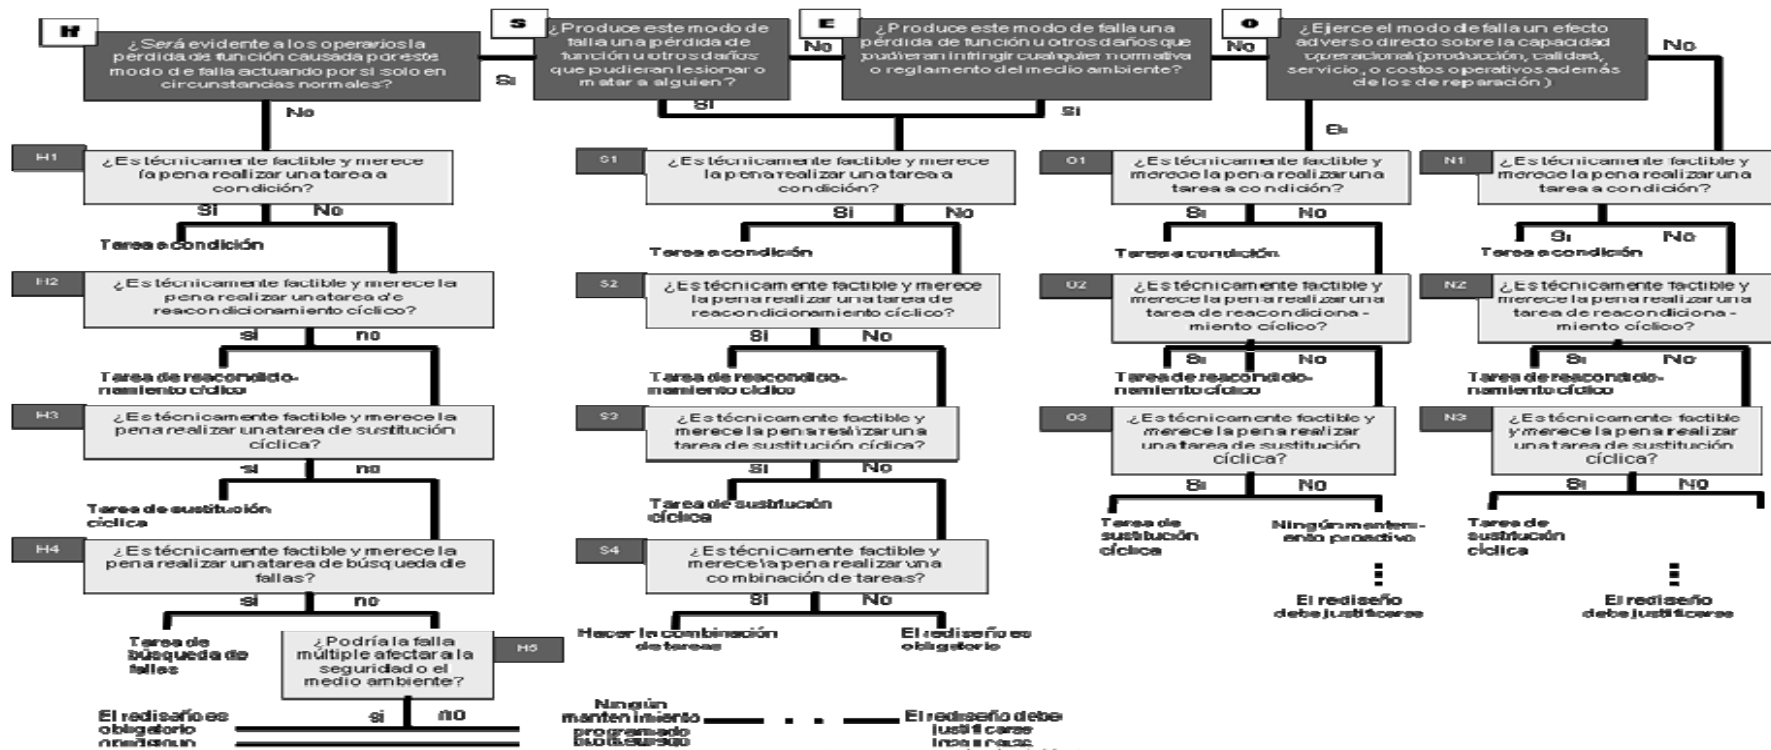 H
¿Será evidente a los operarios la
pérdida de función causada por este
modo de falla actuando por si solo en
circunstancias normales?
Si
No
S
¿Produce este modo de
falla una pérdida de
función u otros daños
que pudieran lesionar o
matar a alguien?
No
Si
E
¿Produce este modo de falla una
pérdida de función u otros daños que
pudieran infringir cualquier normativa
o reglamento del medio ambiente?
No
Si
O
¿Ejerce el modo de falla un efecto
adverso directo sobre la capacidad
operacional (producción, calidad,
servicio, o costos operativos además
de los de reparación)
No
Si
H1
¿Es técnicamente factible y merece
la pena realizar una tarea a
condición?
Si No
Tarea a condición
H2
¿Es técnicamente factible y merece la
pena realizar una tarea de
reacondicionamiento cíclico?
si no
Tarea de reacondicio-
namiento cíclico
H3
¿Es técnicamente factible y merece la
pena realizar una tarea de sustitución
cíclica?
si no
Tarea de sustitución
cíclica
H4
¿Es técnicamente factible y merece la
pena realizar una tarea de búsqueda de
fallas?
si no
Tarea de
búsqueda de
fallas
¿Podría la falla
múltiple afectar a la
seguridad o el
medio ambiente?
H5
si no
El rediseño es
obligatorio
Ningún
mantenimiento
programado
El rediseño debe
justificarse
S1
¿Es técnicamente factible y merece
la pena realizar una tarea a
condición?
Si No
Tarea a condición
S2
¿Es técnicamente factible y merece
la pena realizar una tarea de
reacondicionamiento cíclico?
Si No
Tarea de reacondicio-
namiento cíclico
S3
¿Es técnicamente factible y
merece la pena realizar una
tarea de sustitución cíclica?
Si No
Tarea de sustitución
cíclica
S4
¿Es técnicamente factible y
merece la pena realizar una
combinación de tareas?
Si No
Hacer la combinación
de tareas
El rediseño es
obligatorio
O1
¿Es técnicamente factible y
merece la pena realizar una
tarea a condición?
Si No
Tarea a condición
O2
¿Es técnicamente factible y
merece la pena realizar una
tarea de reacondiciona -
miento cíclico?
Si No
Tarea de reacondicio-
namiento cíclico
O3
¿Es técnicamente factible y
merece la pena realizar
una tarea de sustitución
cíclica?
Si No
Tarea de
sustitución
cíclica
Ningún manteni-
ento proactivo
El rediseño
debe justificarse
N1
¿Es técnicamente factible y
merece la pena realizar una
tarea a condición?
Si No
Tarea a condición
N2
¿Es técnicamente factible y
merece la pena realizar una
tarea de reacondiciona -
miento cíclico?
Si No
Tarea de reacondicio-
namiento cíclico
N3
¿Es técnicamente factible
y merece la pena realizar
una tarea de sustitución
cíclica?
Si No
Tarea de
sustitución
cíclica
El rediseño
debe justificarse